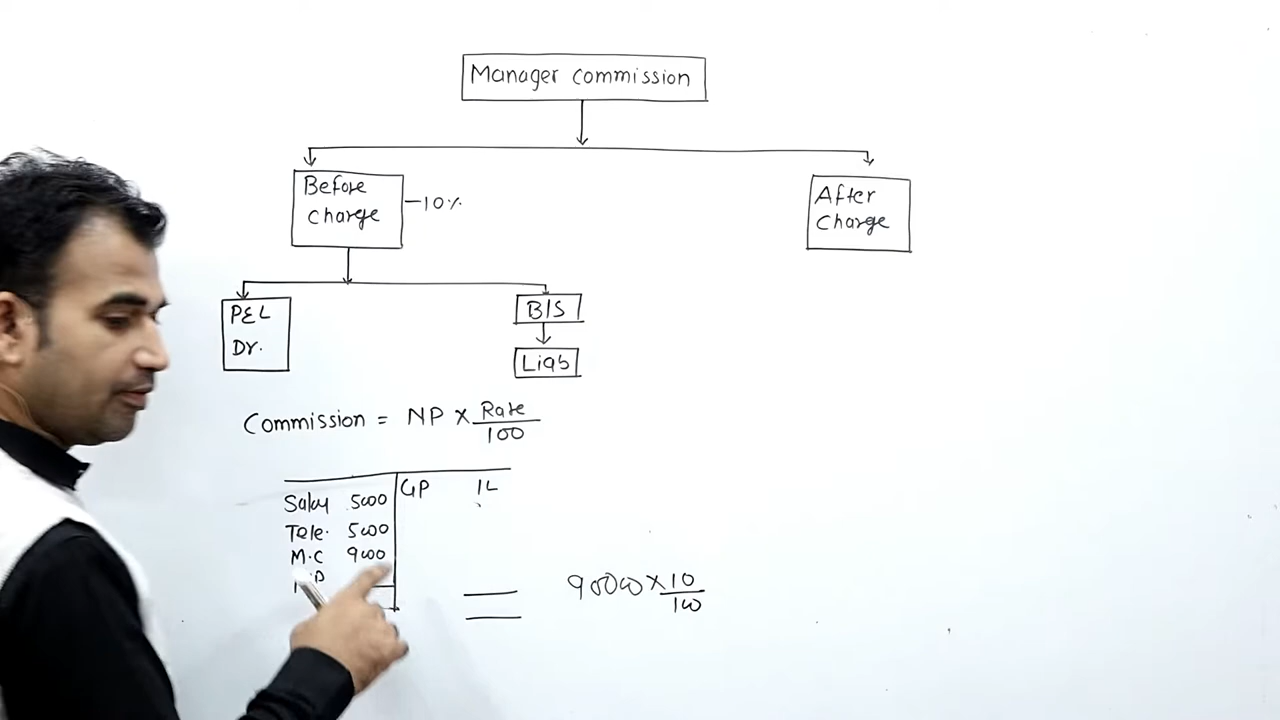 Manager commission
Before
charge
-10%
After
Charge
P&L
Dr.
B/S
Liab
Commission = NP × Rate/100
Salary 5000 GP 1L
Tele. 5000
M.C 9000
90000 × 10/100